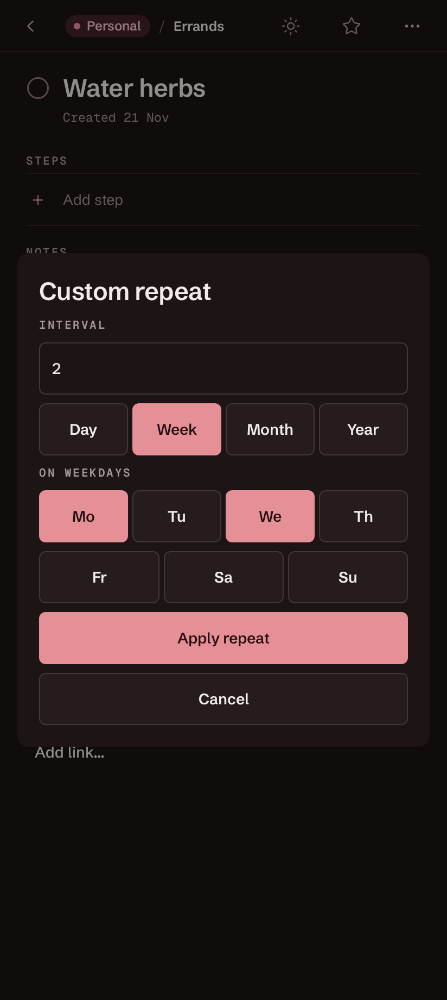 Personal / Errands
Water herbs
Created 21 Nov
STEPS
+ Add step
NOTES
Custom repeat
INTERVAL
2
Day Week Month Year
ON WEEKDAYS
Mo Tu We Th
Fr Sa Su
Apply repeat
Cancel
Add link...